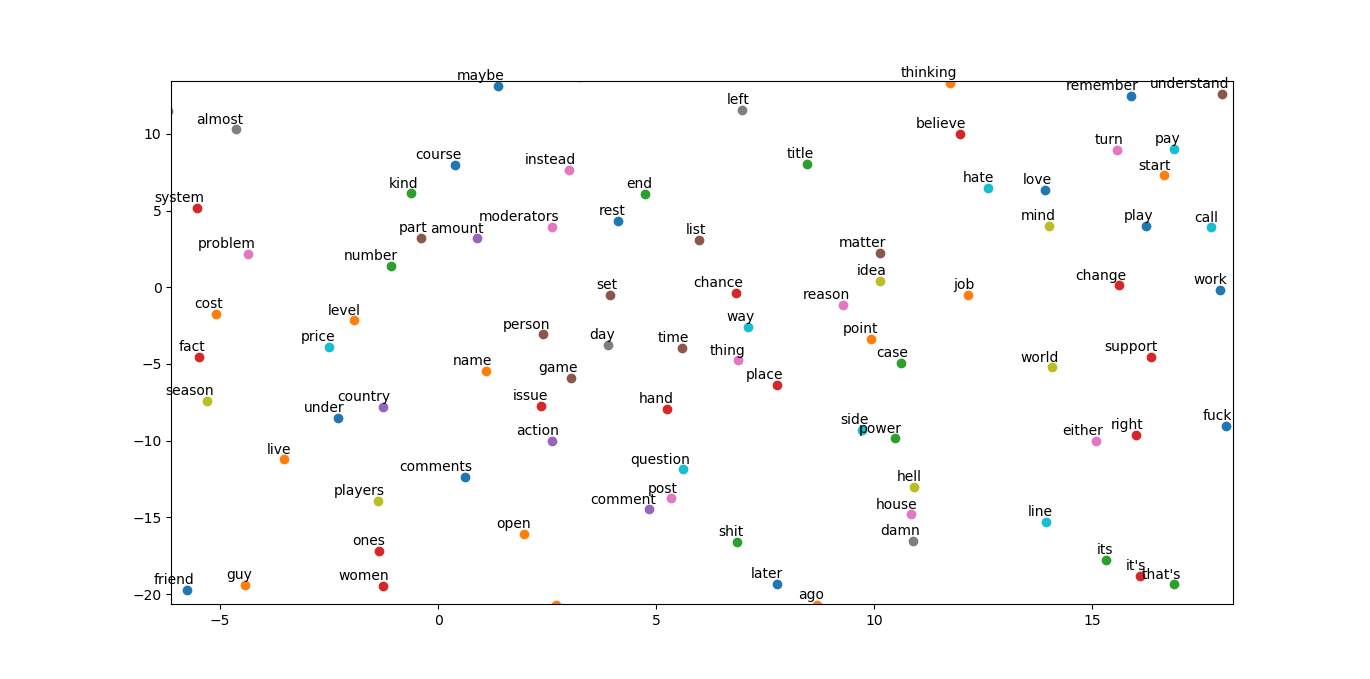 maybe
thinking
remember
understand
left
almost
believe
turn
pay
course
instead
title
start
kind
end
hate
love
system
rest
part
amount
moderators
mind
play
call
problem
list
matter
number
idea
set
chance
reason
job
change
work
cost
level
way
price
person
day
time
point
fact
name
game
thing
case
world
support
season
country
place
under
issue
hand
side
power
either
right
fuck
action
live
comments
question
players
comment
post
hell
house
open
shit
damn
line
ones
its
it's
that's
friend
guy
women
later
ago
10
5
0
−5
−10
−15
−20
−5
0
5
10
15